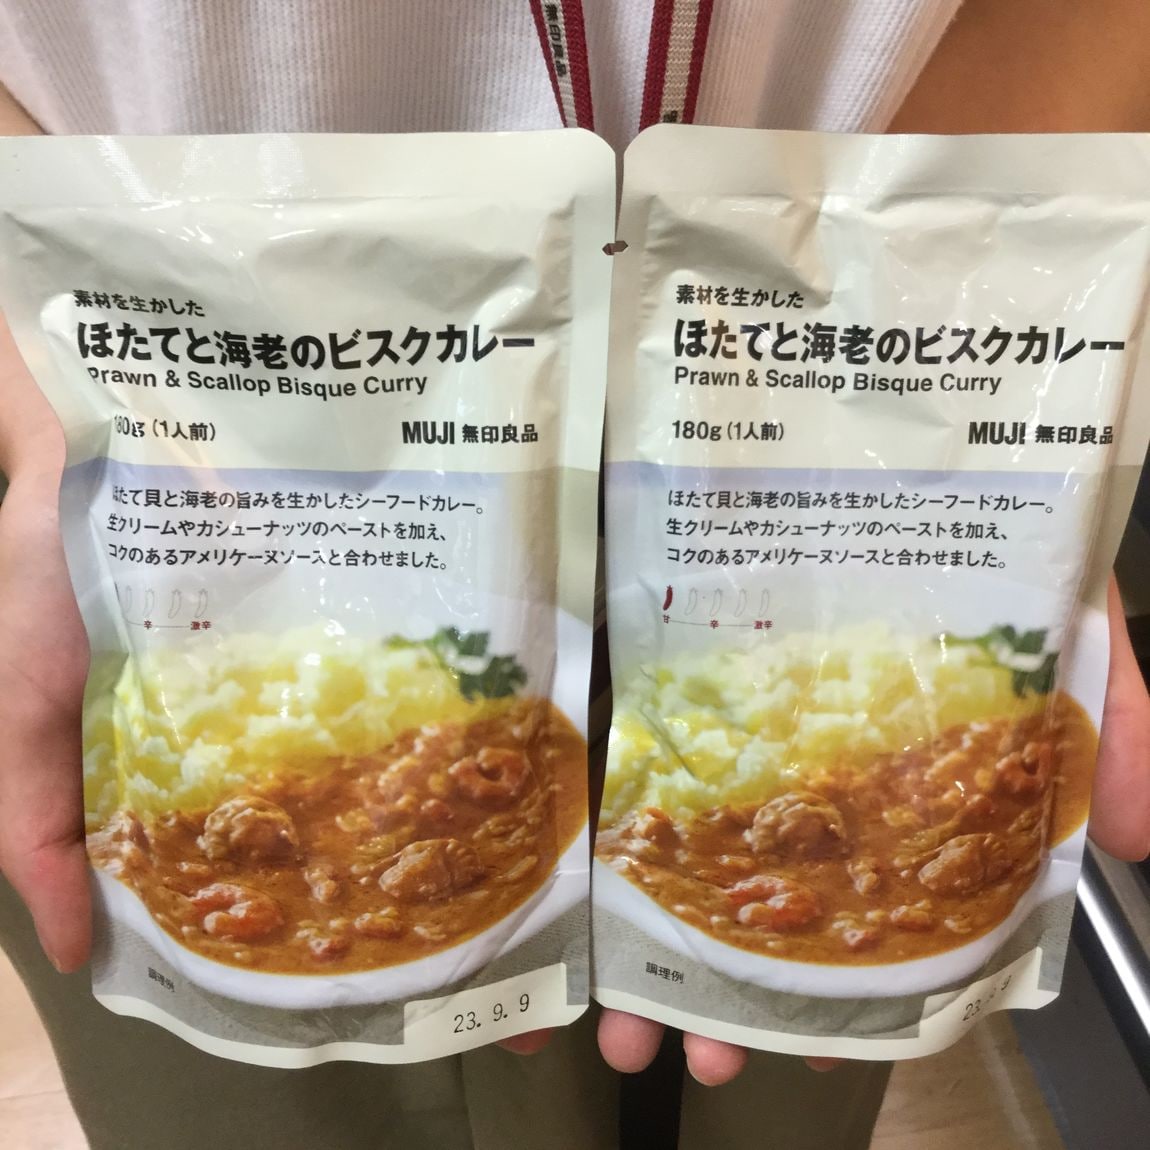 無印良品
素材を生かした
ほたてと海老のビスクカレー
Prawn & Scallop Bisque Curry
180g（1人前）
MUJI 無印良品
ほたて貝と海老の旨みを生かしたシーフードカレー。
生クリームやカシューナッツのペーストを加え、
コクのあるアメリケーヌソースと合わせました。
辛 激辛
調理例
23. 9. 9
素材を生かした
ほたてと海老のビスクカレー
Prawn & Scallop Bisque Curry
180g（1人前）
MUJI 無印良品
ほたて貝と海老の旨みを生かしたシーフードカレー。
生クリームやカシューナッツのペーストを加え、
コクのあるアメリケーヌソースと合わせました。
甘 辛 激辛
調理例
23. 9